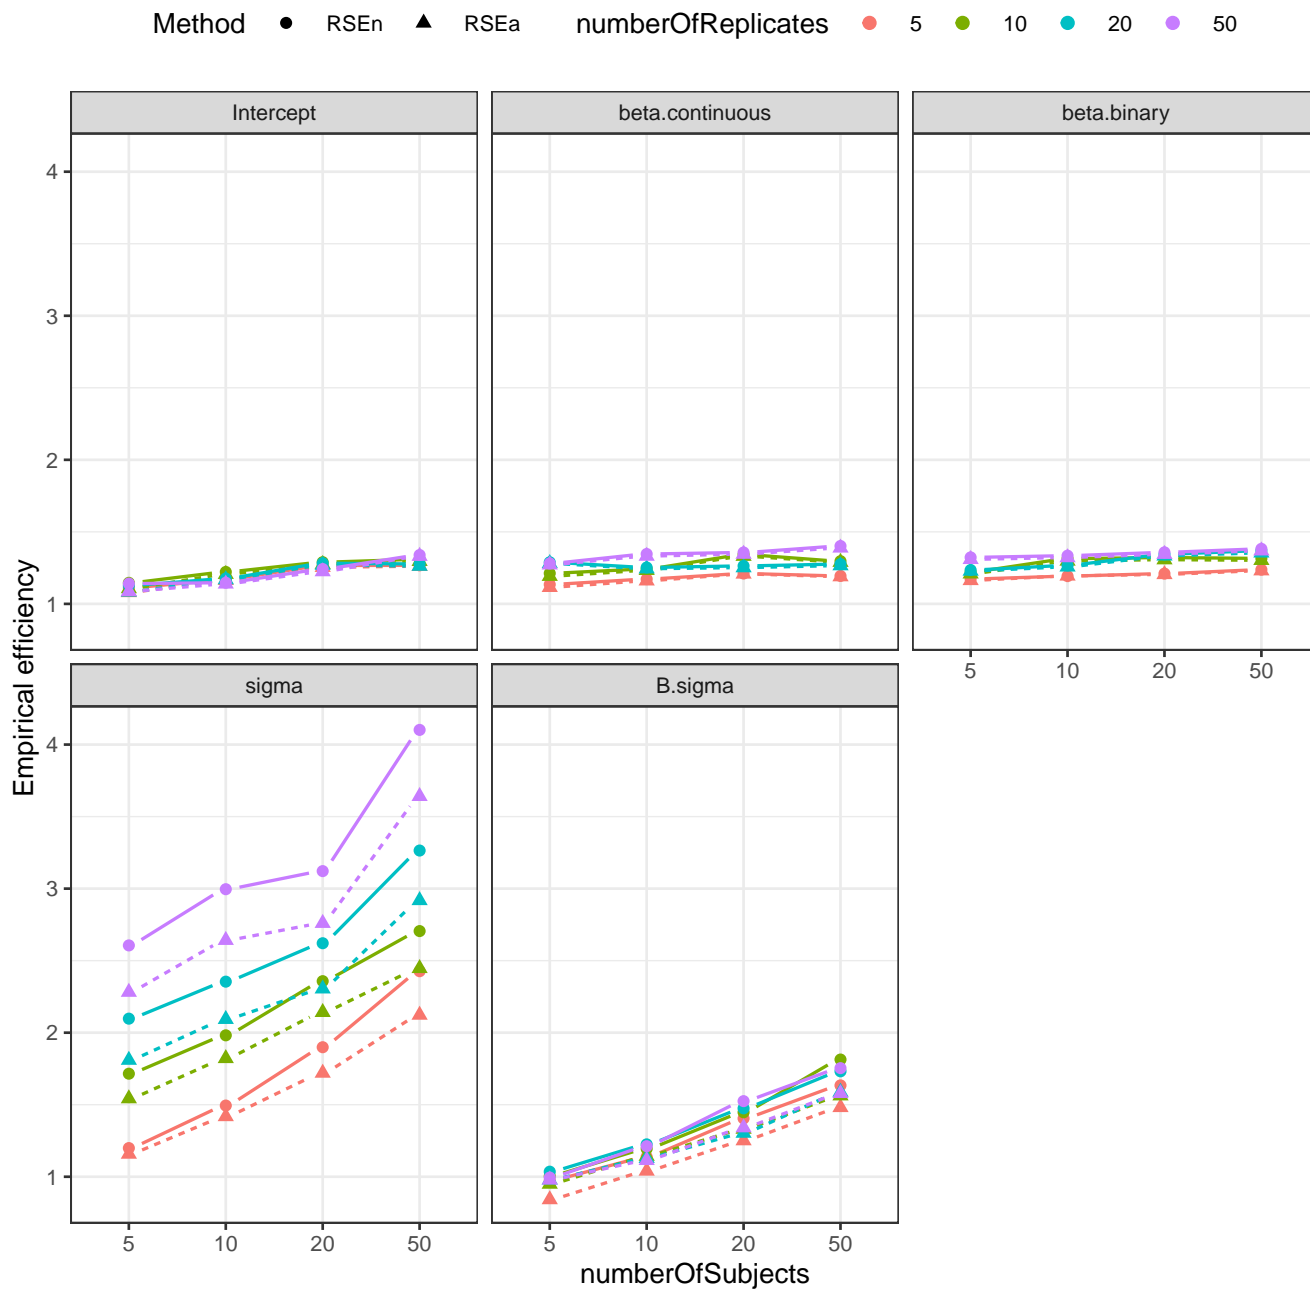 Method RSEn RSEa numberOfReplicates 5 10 20 50
Intercept beta.continuous beta.binary
4
3
2
1
5 10 20 50
Empirical efficiency
sigma B.sigma
4
3
2
1
5 10 20 50 5 10 20 50
numberOfSubjects